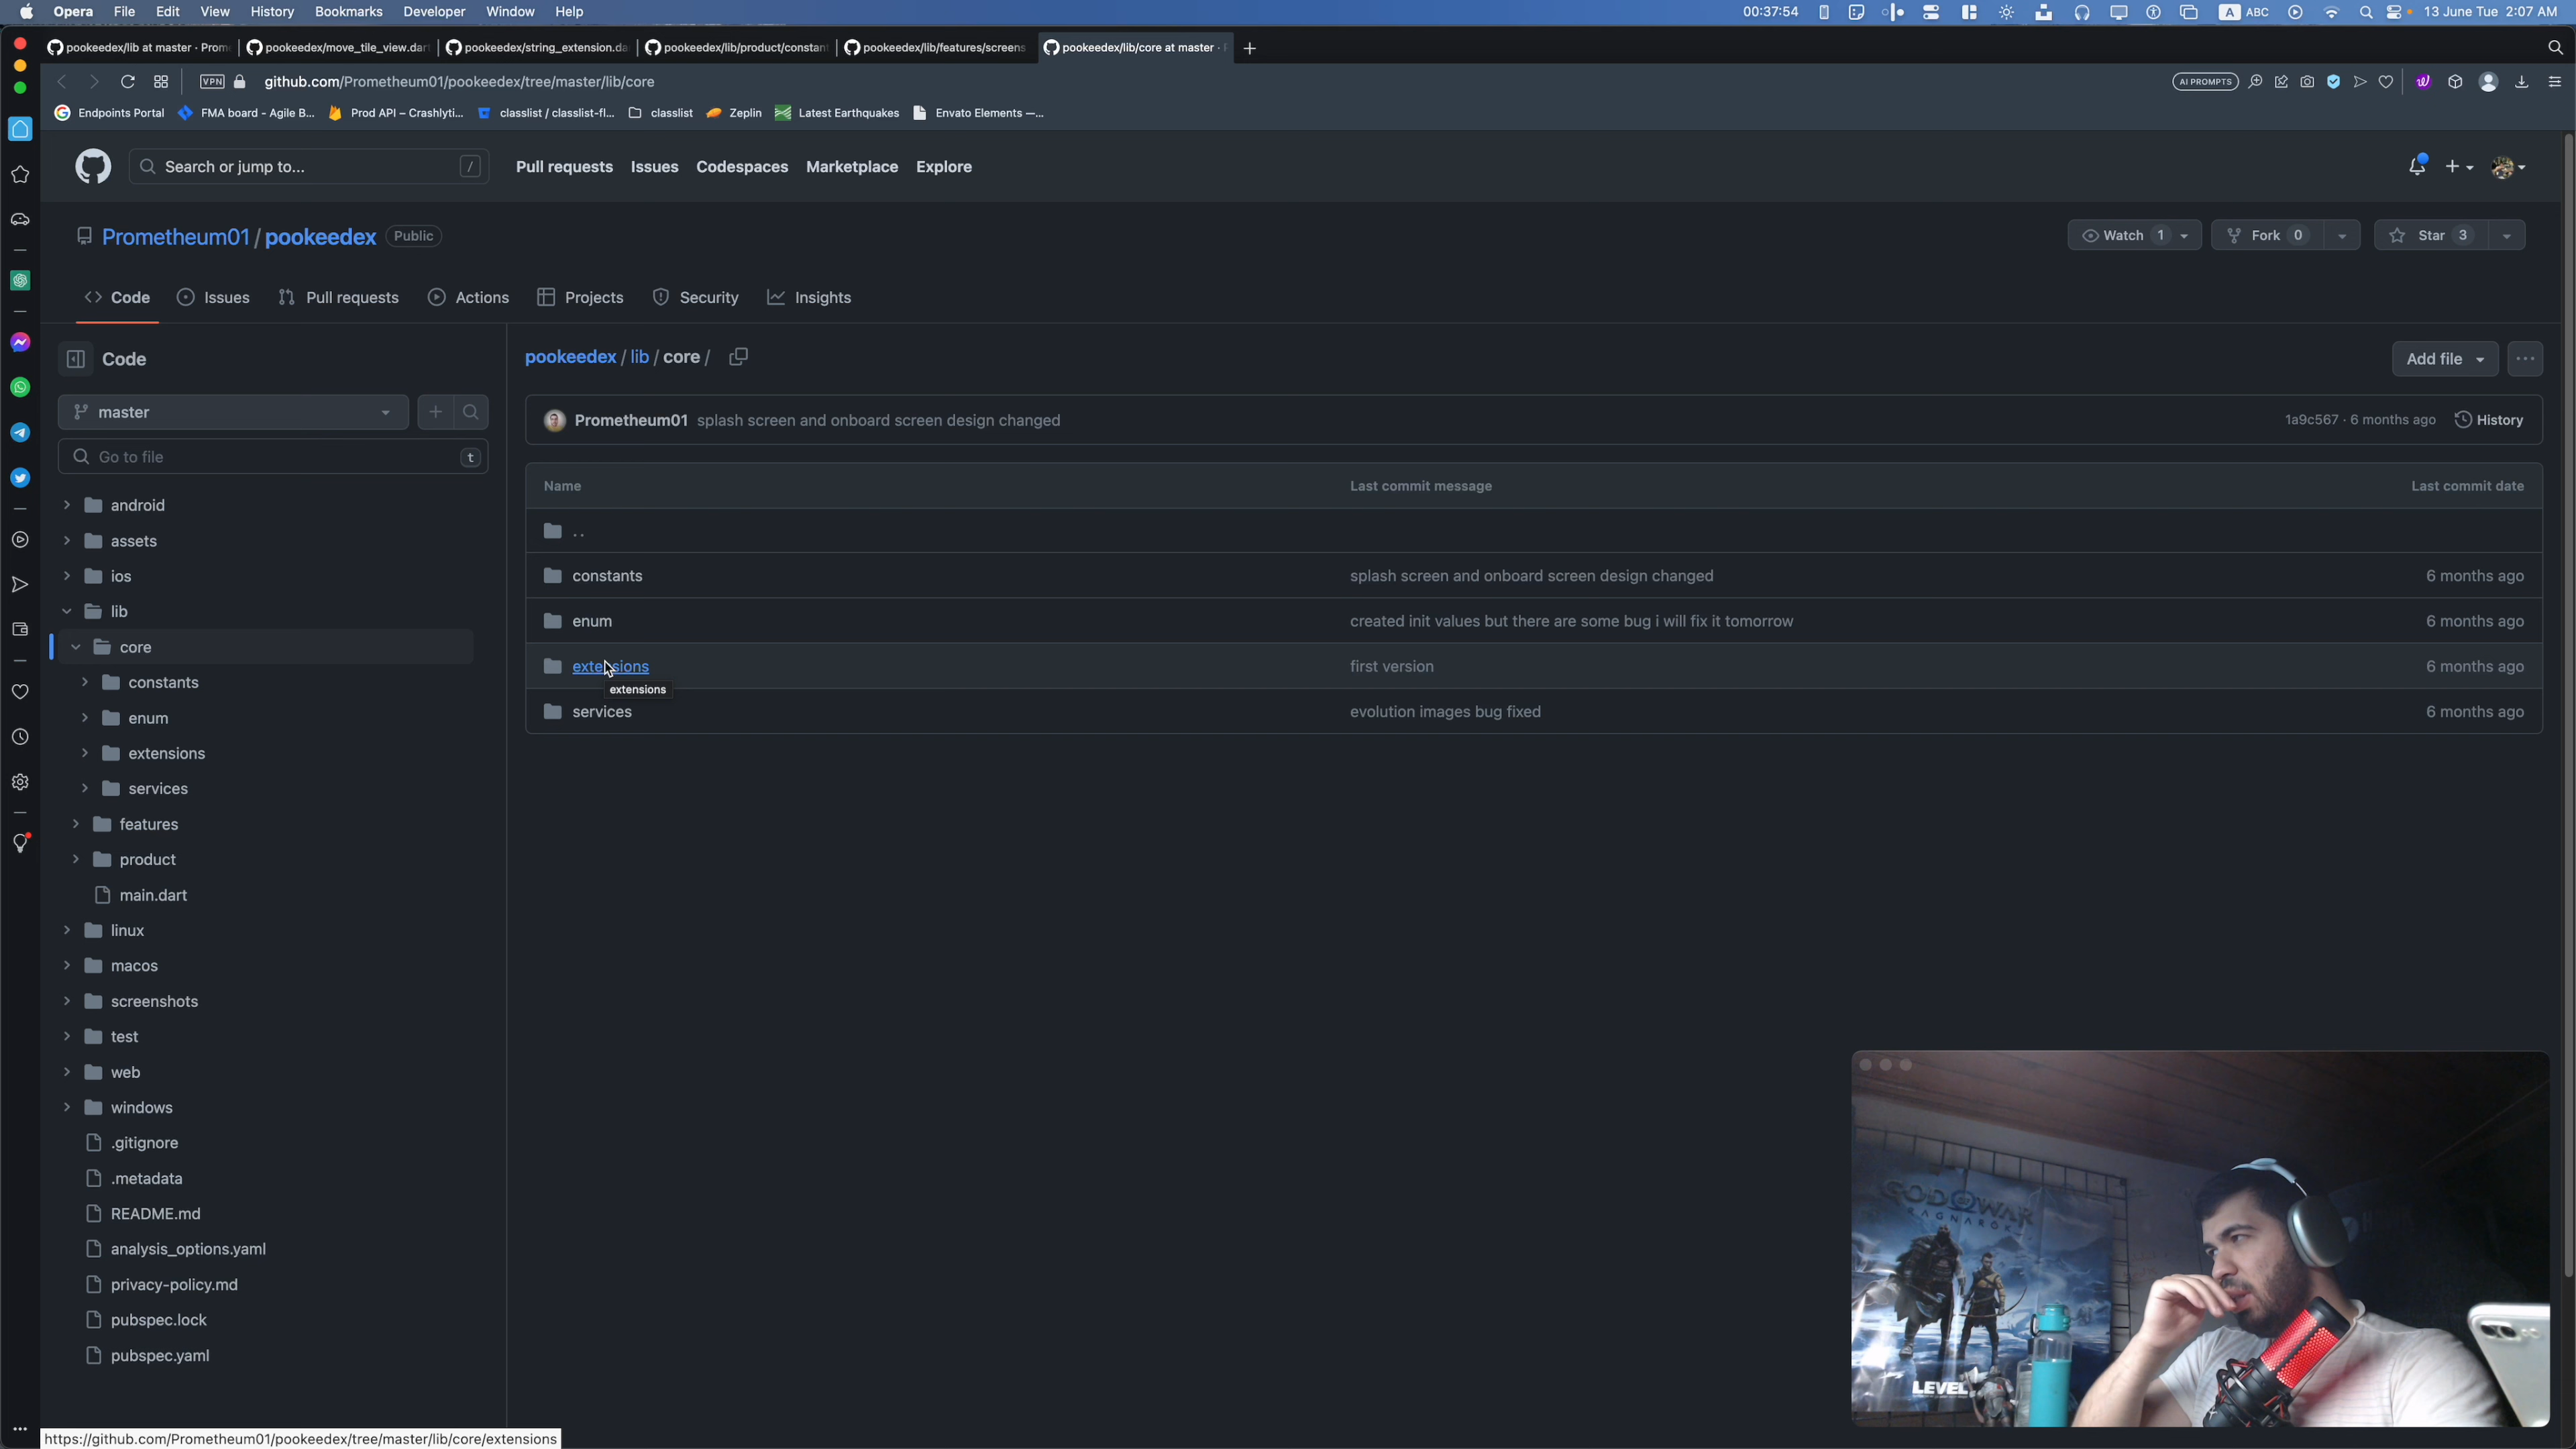 Opera File Edit View History Bookmarks Developer Window Help 00:37:54 A ABC 13 June Tue 2:07 AM
pookeedex/lib at master · Prom pookeedex/move_tile_view.dar pookeedex/string_extension.da pookeedex/lib/product/constan pookeedex/lib/features/screens pookeedex/lib/core at master ·
VPN github.com/Prometheum01/pookeedex/tree/master/lib/core AI PROMPTS
Endpoints Portal FMA board - Agile B... Prod API – Crashlyti... classlist / classlist-fl... classlist Zeplin Latest Earthquakes Envato Elements —...
Search or jump to... / Pull requests Issues Codespaces Marketplace Explore
Prometheum01 / pookeedex Public Watch 1 Fork 0 Star 3
Code Issues Pull requests Actions Projects Security Insights
Code
master
Go to file t
android
assets
ios
lib
core
constants
enum
extensions
services
features
product
main.dart
linux
macos
screenshots
test
web
windows
.gitignore
.metadata
README.md
analysis_options.yaml
privacy-policy.md
pubspec.lock
pubspec.yaml
pookeedex / lib / core / Add file
Prometheum01 splash screen and onboard screen design changed 1a9c567 · 6 months ago History
Name Last commit message Last commit date
..
constants splash screen and onboard screen design changed 6 months ago
enum created init values but there are some bug i will fix it tomorrow 6 months ago
extensions first version 6 months ago
extensions
services evolution images bug fixed 6 months ago
GOD OF WAR
RAGNARÖK
LEVEL
https://github.com/Prometheum01/pookeedex/tree/master/lib/core/extensions